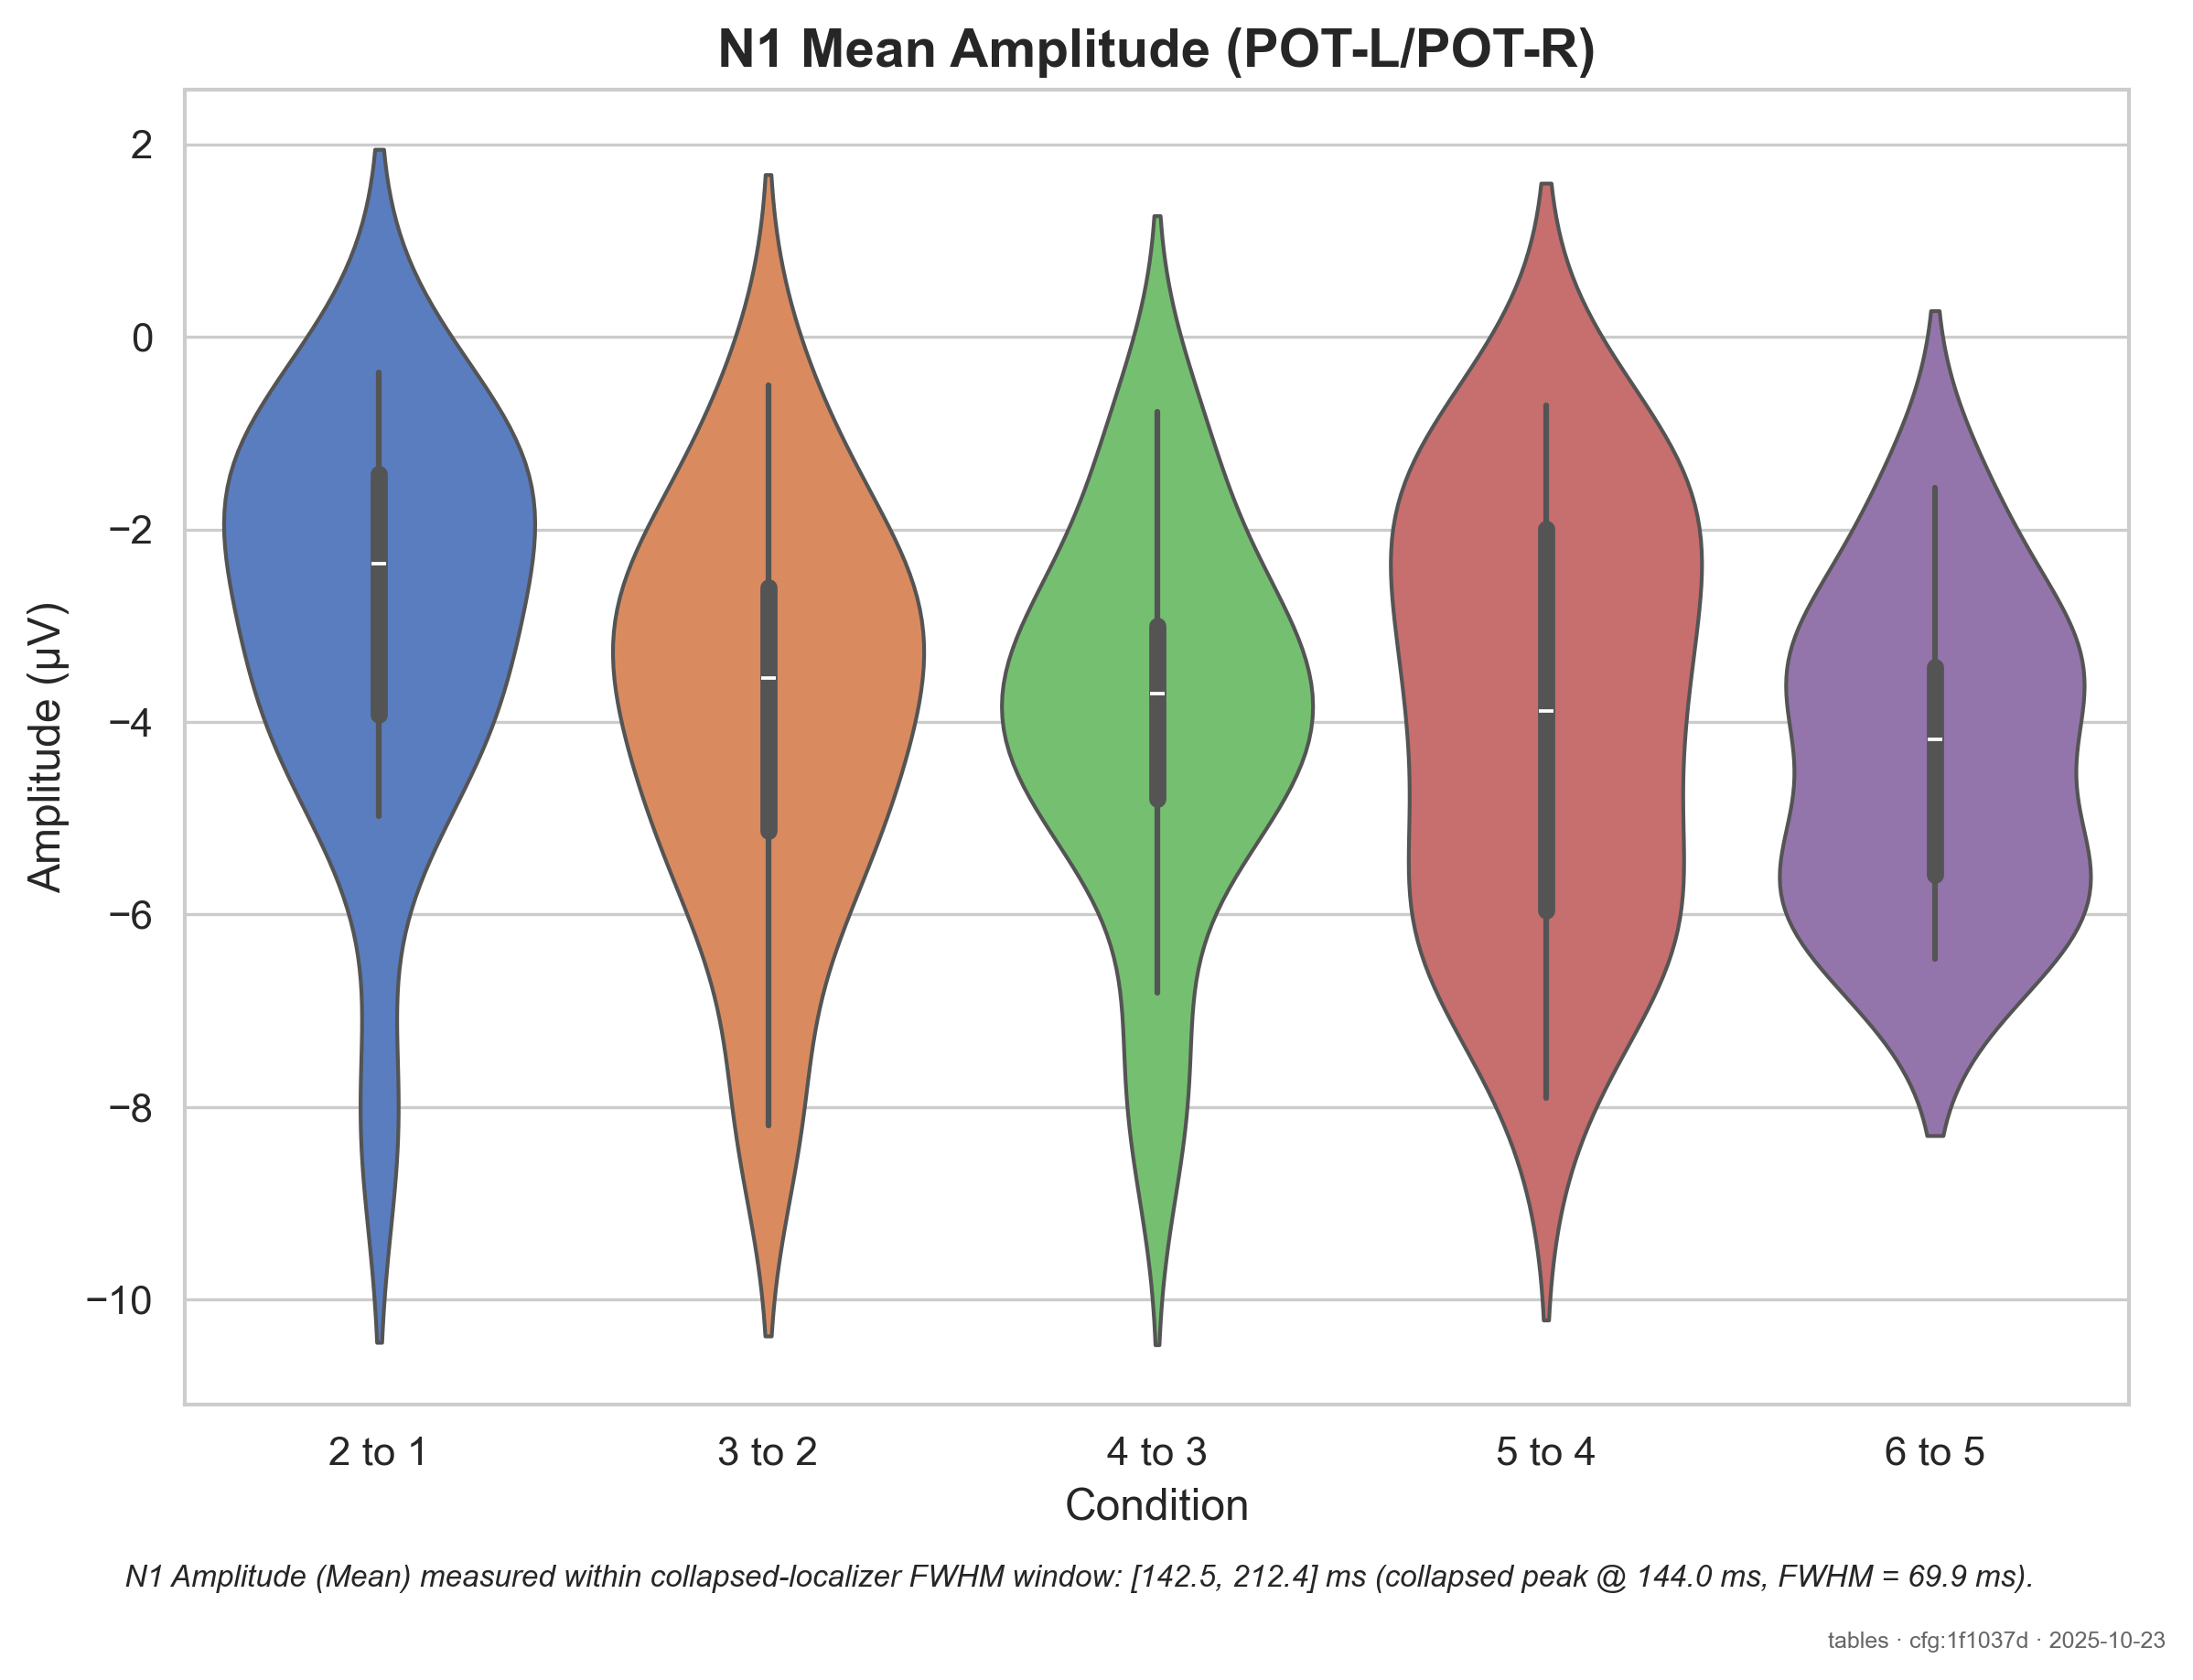 N1 Mean Amplitude (POT-L/POT-R)
Amplitude (µV)
2
0
−2
−4
−6
−8
−10
2 to 1
3 to 2
4 to 3
5 to 4
6 to 5
Condition
N1 Amplitude (Mean) measured within collapsed-localizer FWHM window: [142.5, 212.4] ms (collapsed peak @ 144.0 ms, FWHM = 69.9 ms).
tables · cfg:1f1037d · 2025-10-23